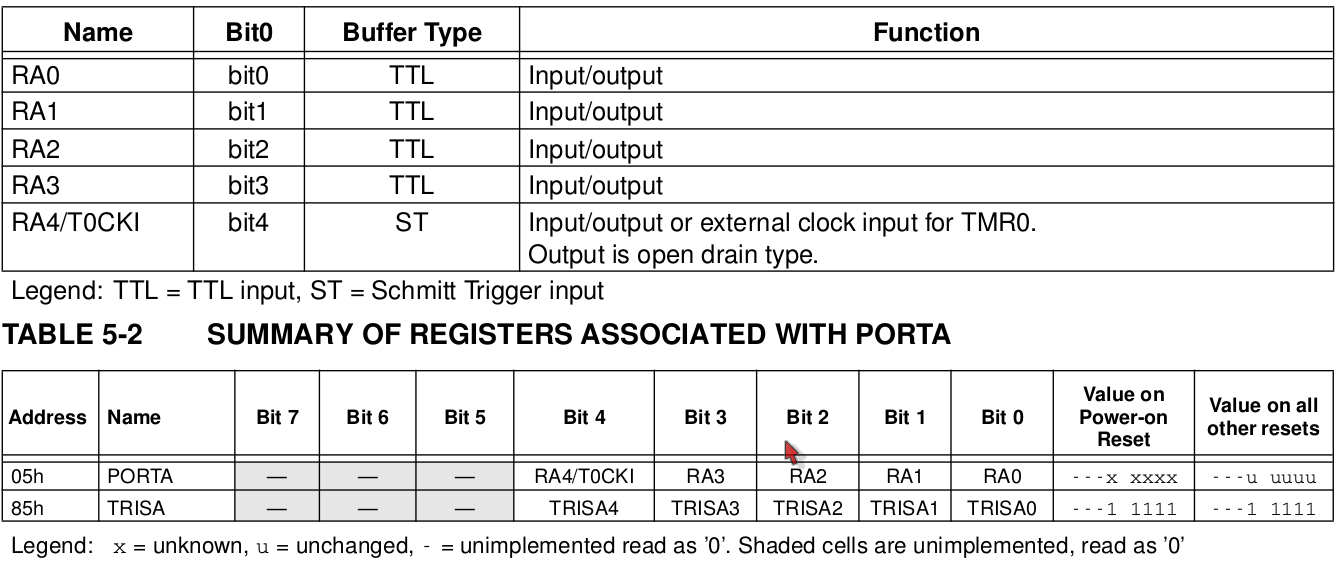 Name Bit0 Buffer Type Function
RA0 bit0 TTL Input/output
RA1 bit1 TTL Input/output
RA2 bit2 TTL Input/output
RA3 bit3 TTL Input/output
RA4/T0CKI bit4 ST Input/output or external clock input for TMR0.
Output is open drain type.
Legend: TTL = TTL input, ST = Schmitt Trigger input
TABLE 5-2 SUMMARY OF REGISTERS ASSOCIATED WITH PORTA
Address Name Bit 7 Bit 6 Bit 5 Bit 4 Bit 3 Bit 2 Bit 1 Bit 0 Value on Power-on Reset Value on all other resets
05h PORTA — — — RA4/T0CKI RA3 RA2 RA1 RA0 ---x xxxx ---u uuuu
85h TRISA — — — TRISA4 TRISA3 TRISA2 TRISA1 TRISA0 ---1 1111 ---1 1111
Legend: x = unknown, u = unchanged, - = unimplemented read as '0'. Shaded cells are unimplemented, read as '0'